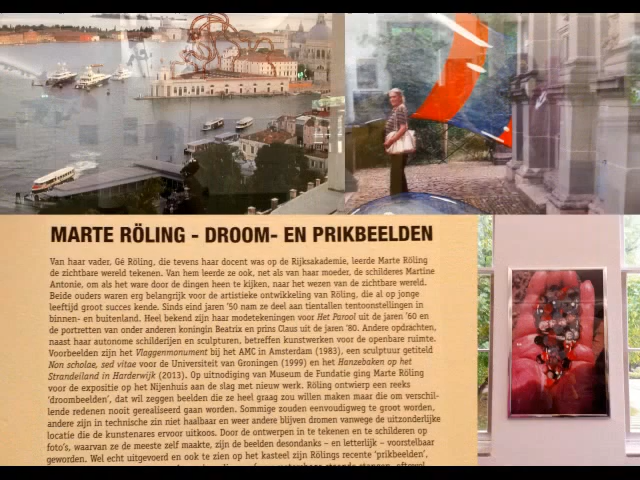 MARTE RÖLING - DROOM- EN PRIKBEELDEN
Van haar vader, Gé Röling, die tevens haar docent was op de Rijksakademie, leerde Marte Röling
de zichtbare wereld tekenen. Van hem leerde ze ook, net als van haar moeder, de schilderes Martine
Antonie, om als het ware door de dingen heen te kijken, naar het wezen van de zichtbare wereld.
Beide ouders waren erg belangrijk voor de artistieke ontwikkeling van Röling, die al op jonge
leeftijd groot succes kende. Sinds eind jaren '50 nam ze deel aan tientallen tentoonstellingen in
binnen- en buitenland. Heel bekend zijn haar modetekeningen voor Het Parool uit de jaren '60 en
de portretten van onder anderen koningin Beatrix en prins Claus uit de jaren '80. Andere opdrachten,
naast haar autonome schilderijen en sculpturen, betreffen kunstwerken voor de openbare ruimte.
Voorbeelden zijn het Vlaggenmonument bij het AMC in Amsterdam (1983), een sculptuur getiteld
Non scholae, sed vitae voor de Universiteit van Groningen (1999) en het Hanzebaken op het
Strandeiland in Harderwijk (2013). Op uitnodiging van Museum de Fundatie ging Marte Röling
voor de expositie op het Nijenhuis aan de slag met nieuw werk. Röling ontwierp een reeks
'droombeelden', dat wil zeggen beelden die ze heel graag zou willen maken maar die om verschil-
lende redenen nooit gerealiseerd gaan worden. Sommige zouden eenvoudigweg te groot worden,
andere zijn in technische zin niet haalbaar en weer andere blijven dromen vanwege de uitzonderlijke
locatie die de kunstenares ervoor uitkoos. Door de ontwerpen in te tekenen en te schilderen op
foto's, waarvan ze de meeste zelf maakte, zijn de beelden desondanks – en letterlijk – voorstelbaar
geworden. Wel echt uitgevoerd en ook te zien op het kasteel zijn Rölings recente 'prikbeelden',